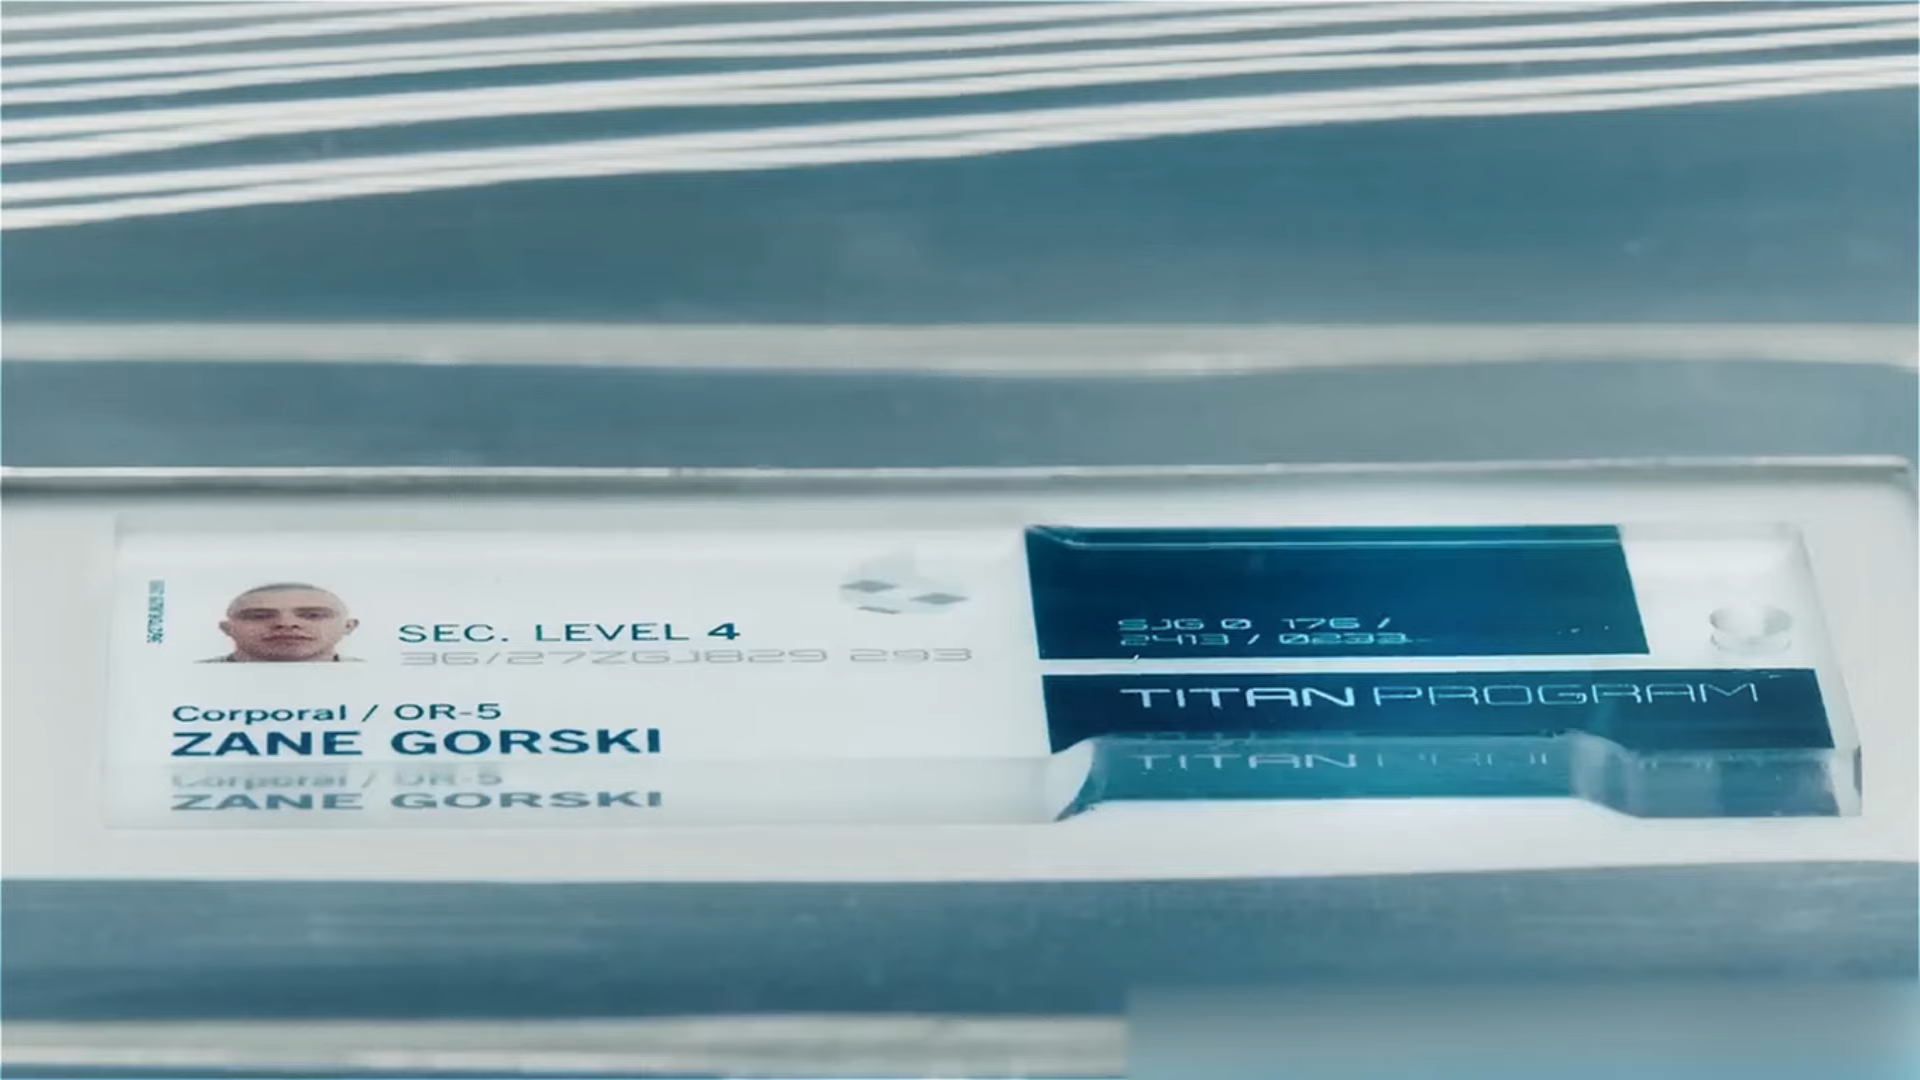 SEC. LEVEL 4
36/27ZGJ829 293
Corporal / OR-5
ZANE GORSKI
Corporal / OR-5
ZANE GORSKI
SJG 0 176 /
2413 / 0233
TITAN PROGRAM
TITAN